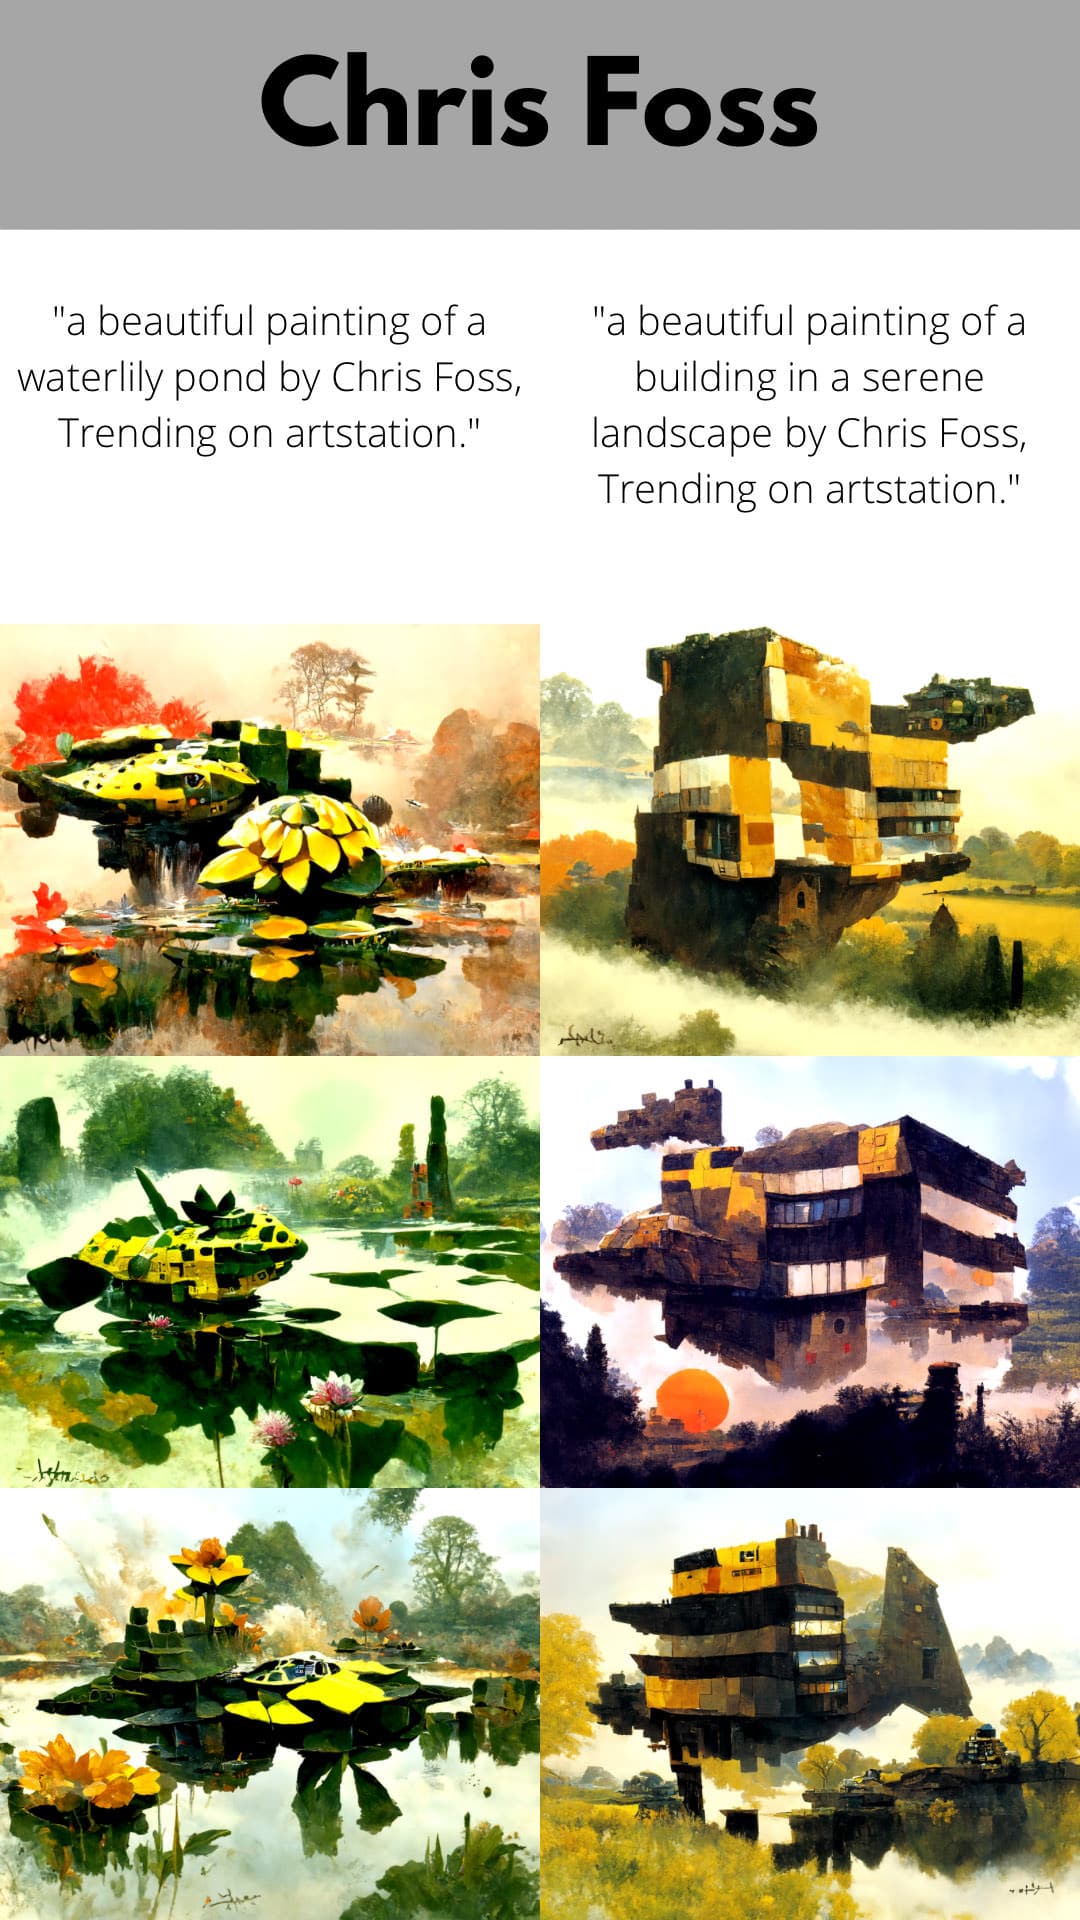 Chris Foss
"a beautiful painting of a
waterlily pond by Chris Foss,
Trending on artstation."
"a beautiful painting of a
building in a serene
landscape by Chris Foss,
Trending on artstation."